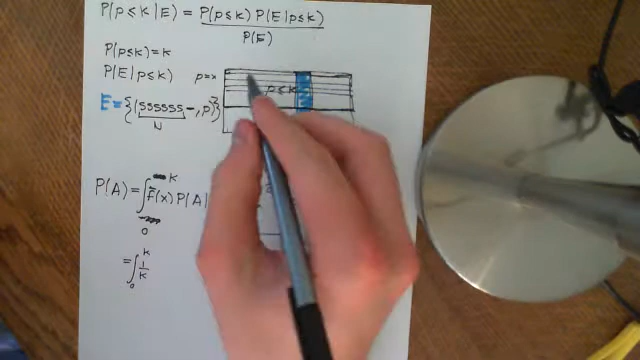 P(p≤k|E) = P(p≤k) P(E|p≤k)
P(E)
P(p≤k)=k
P(E|p≤k)
p=x
p≤k
E={(ssssss-,p)}
N
P(A) = ∫ f(x) P(A|
k
0
= ∫ 1/k
k
0